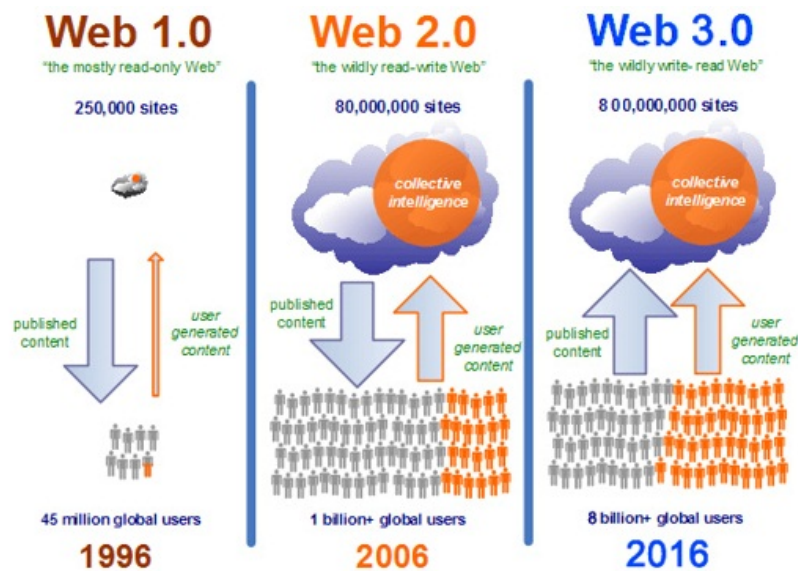 Web 1.0
"the mostly read-only Web"
250,000 sites
published
content
user
generated
content
45 million global users
1996
Web 2.0
"the wildly read-write Web"
80,000,000 sites
collective
intelligence
published
content
user
generated
content
1 billion+ global users
2006
Web 3.0
"the wildly write- read Web"
800,000,000 sites
collective
intelligence
published
content
user
generated
content
8 billion+ global users
2016